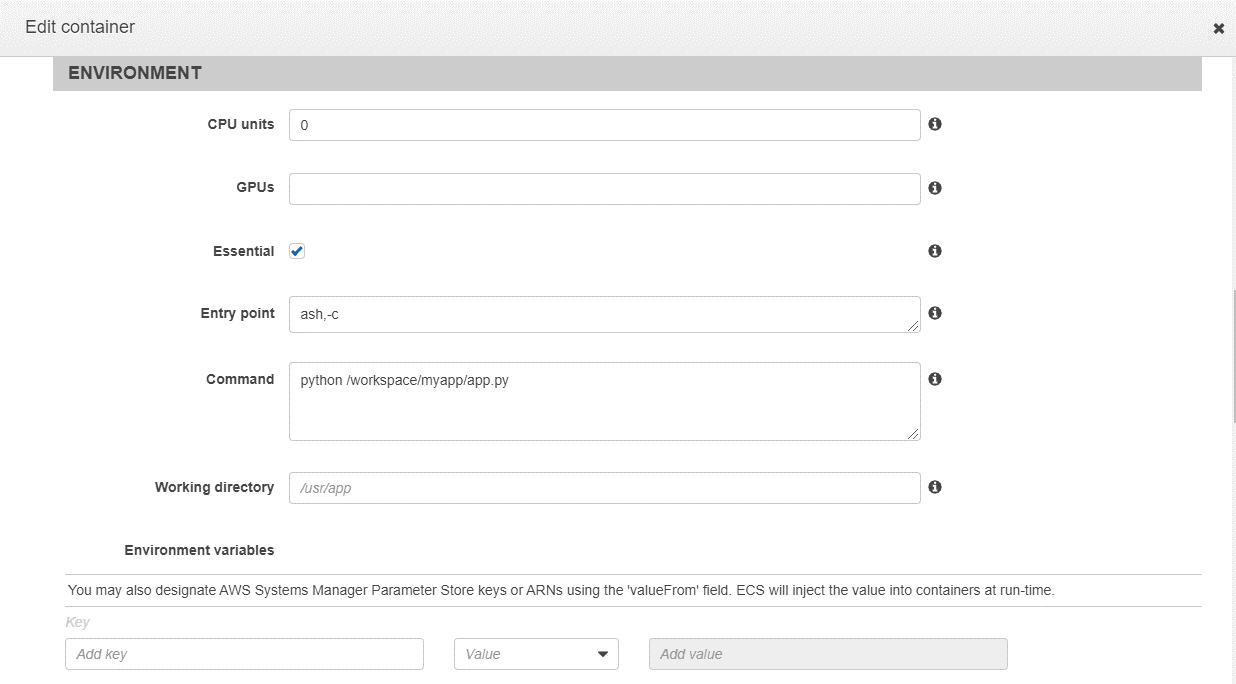 Edit container
ENVIRONMENT
CPU units 0
GPUs
Essential
Entry point ash,-c
Command python /workspace/myapp/app.py
Working directory /usr/app
Environment variables
You may also designate AWS Systems Manager Parameter Store keys or ARNs using the 'valueFrom' field. ECS will inject the value into containers at run-time.
Key
Add key Value Add value